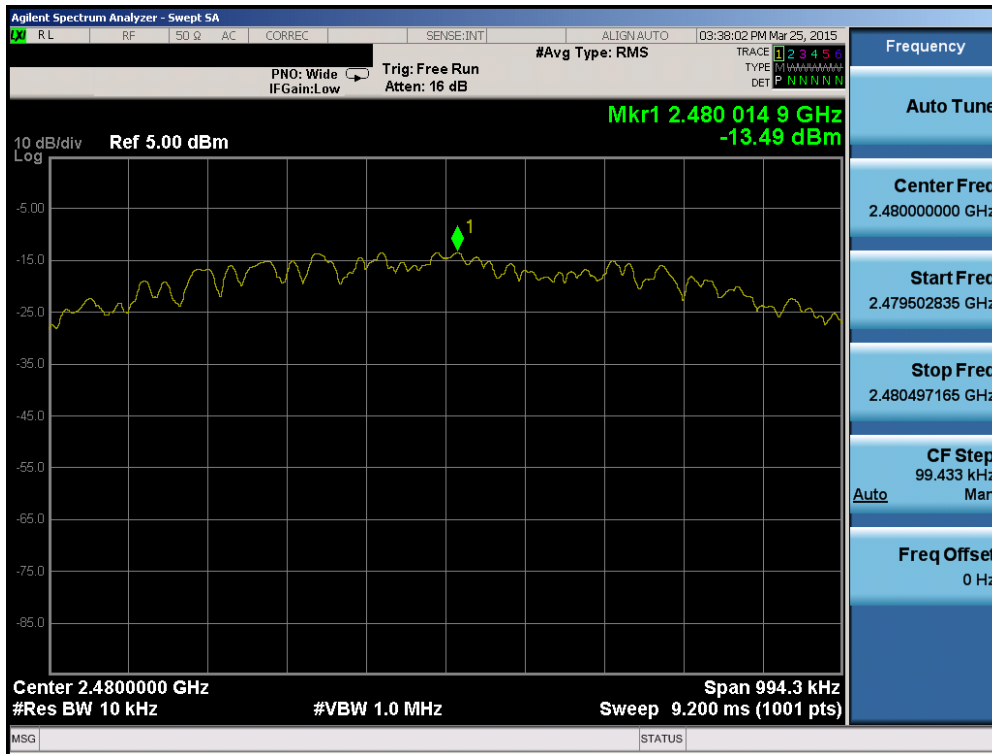 Agilent Spectrum Analyzer - Swept SA
LXI RL RF 50 Ω AC CORREC SENSE:INT ALIGN AUTO 03:38:02 PM Mar 25, 2015
#Avg Type: RMS
TRACE 1 2 3 4 5 6
TYPE M WWWWW
DET P N N N N N
PNO: Wide
IFGain:Low
Trig: Free Run
Atten: 16 dB
Mkr1 2.480 014 9 GHz
-13.49 dBm
10 dB/div Ref 5.00 dBm
Log
1
-5.00
-15.0
-25.0
-35.0
-45.0
-55.0
-65.0
-75.0
-85.0
Center 2.4800000 GHz Span 994.3 kHz
#Res BW 10 kHz #VBW 1.0 MHz Sweep 9.200 ms (1001 pts)
MSG STATUS
Frequency
Auto Tune
Center Freq
2.480000000 GHz
Start Freq
2.479502835 GHz
Stop Freq
2.480497165 GHz
CF Step
99.433 kHz
Auto Man
Freq Offset
0 Hz